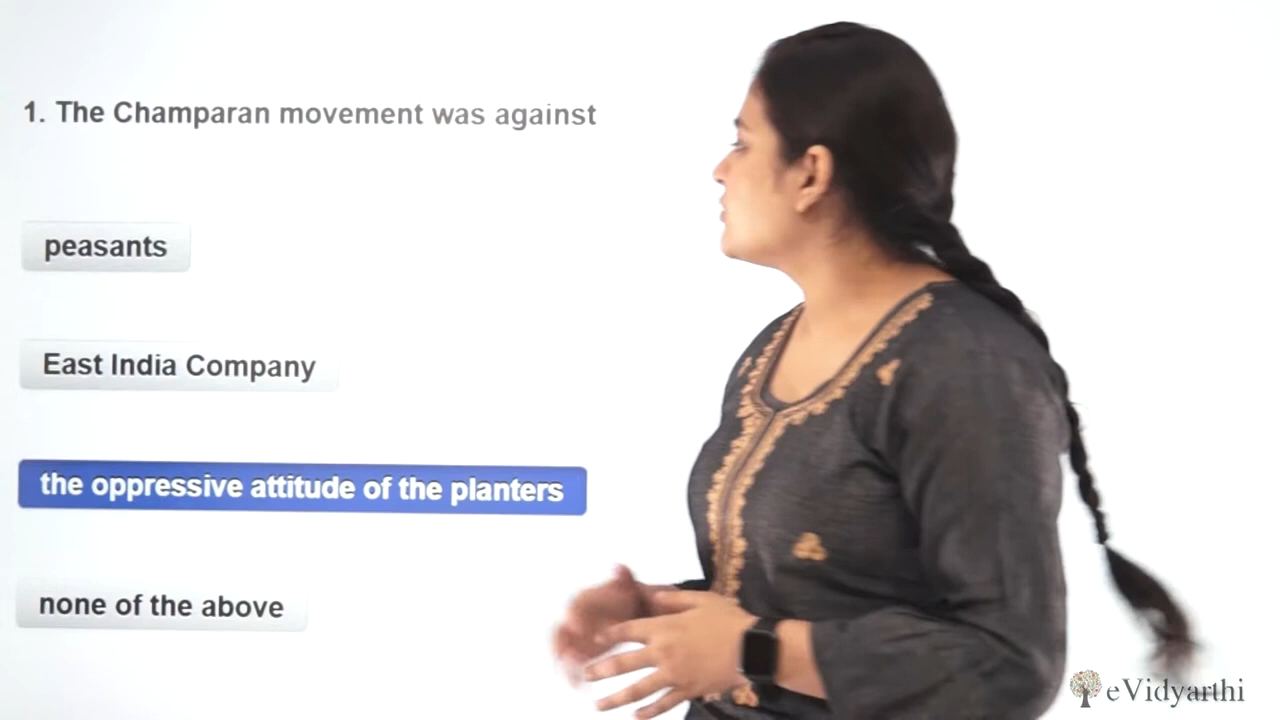 1. The Champaran movement was against
peasants
East India Company
the oppressive attitude of the planters
none of the above
eVidyarthi